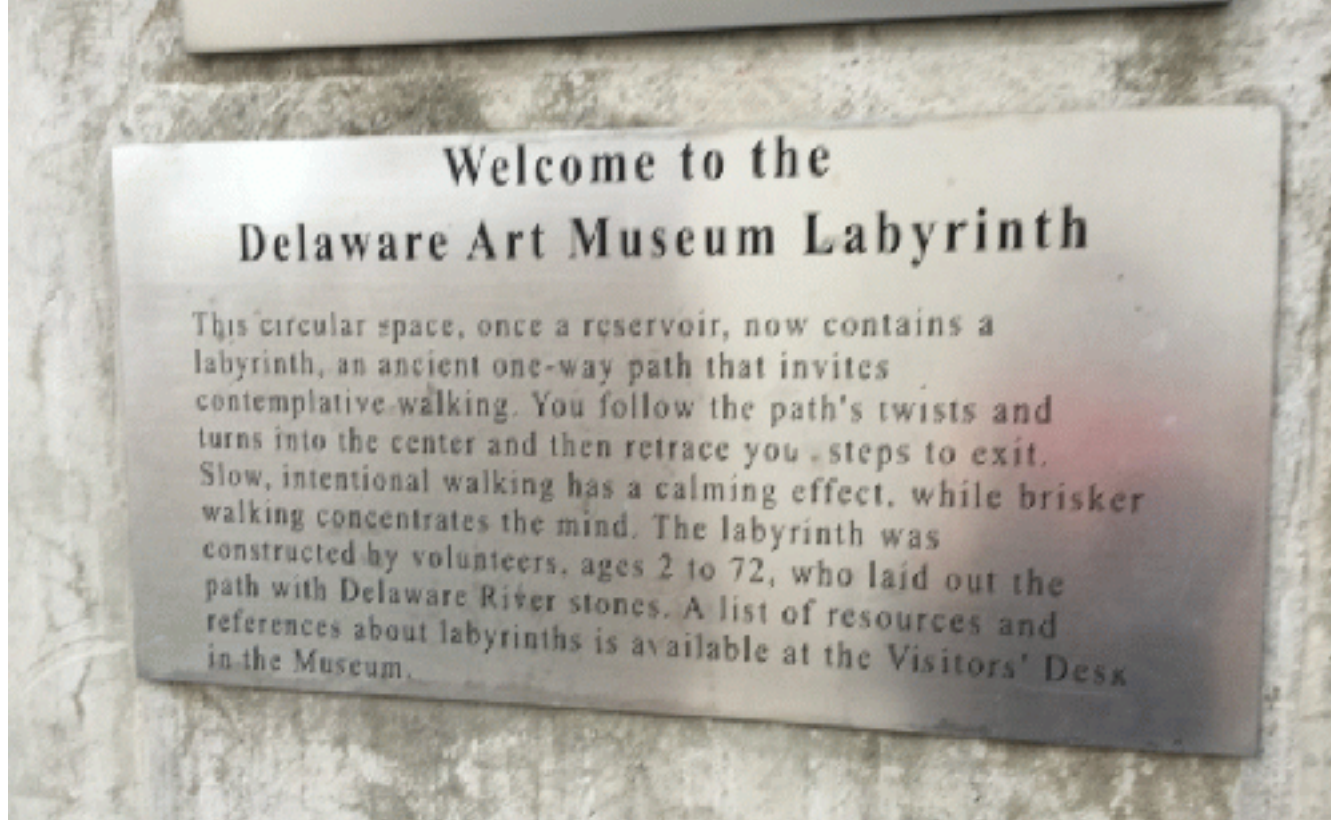 Welcome to the
Delaware Art Museum Labyrinth
This circular space, once a reservoir, now contains a
labyrinth, an ancient one-way path that invites
contemplative walking. You follow the path's twists and
turns into the center and then retrace you steps to exit.
Slow, intentional walking has a calming effect, while brisker
walking concentrates the mind. The labyrinth was
constructed by volunteers, ages 2 to 72, who laid out the
path with Delaware River stones. A list of resources and
references about labyrinths is available at the Visitors' Desk
in the Museum.